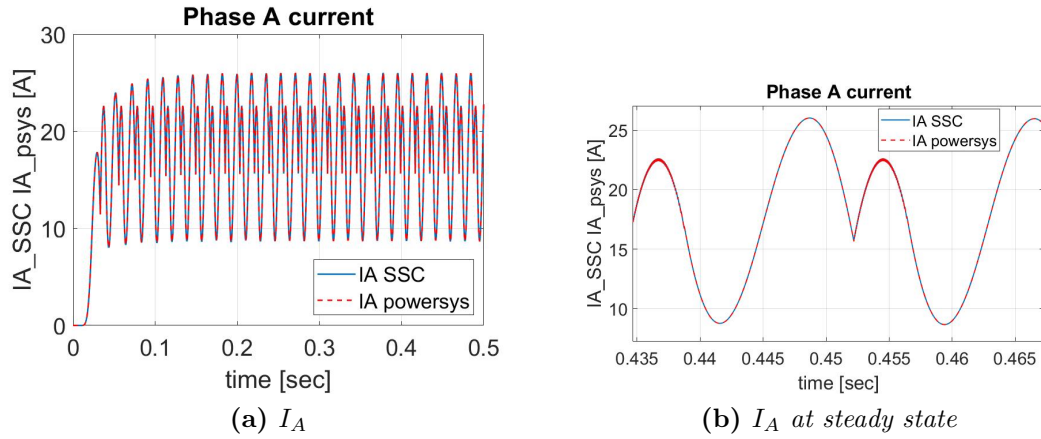 Phase A current
IA_SSC IA_psys [A]
30
20
10
0
IA SSC
IA powersys
0 0.1 0.2 0.3 0.4 0.5
time [sec]
(a) I_A
Phase A current
IA_SSC IA_psys [A]
25
20
15
10
IA SSC
IA powersys
0.435 0.44 0.445 0.45 0.455 0.46 0.465
time [sec]
(b) I_A at steady state